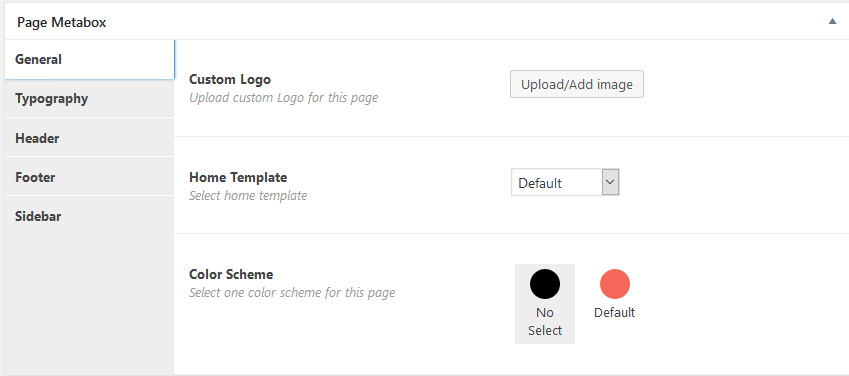 Page Metabox
General
Typography
Header
Footer
Sidebar
Custom Logo
Upload custom Logo for this page
Upload/Add image
Home Template
Select home template
Default
Color Scheme
Select one color scheme for this page
No
Select
Default